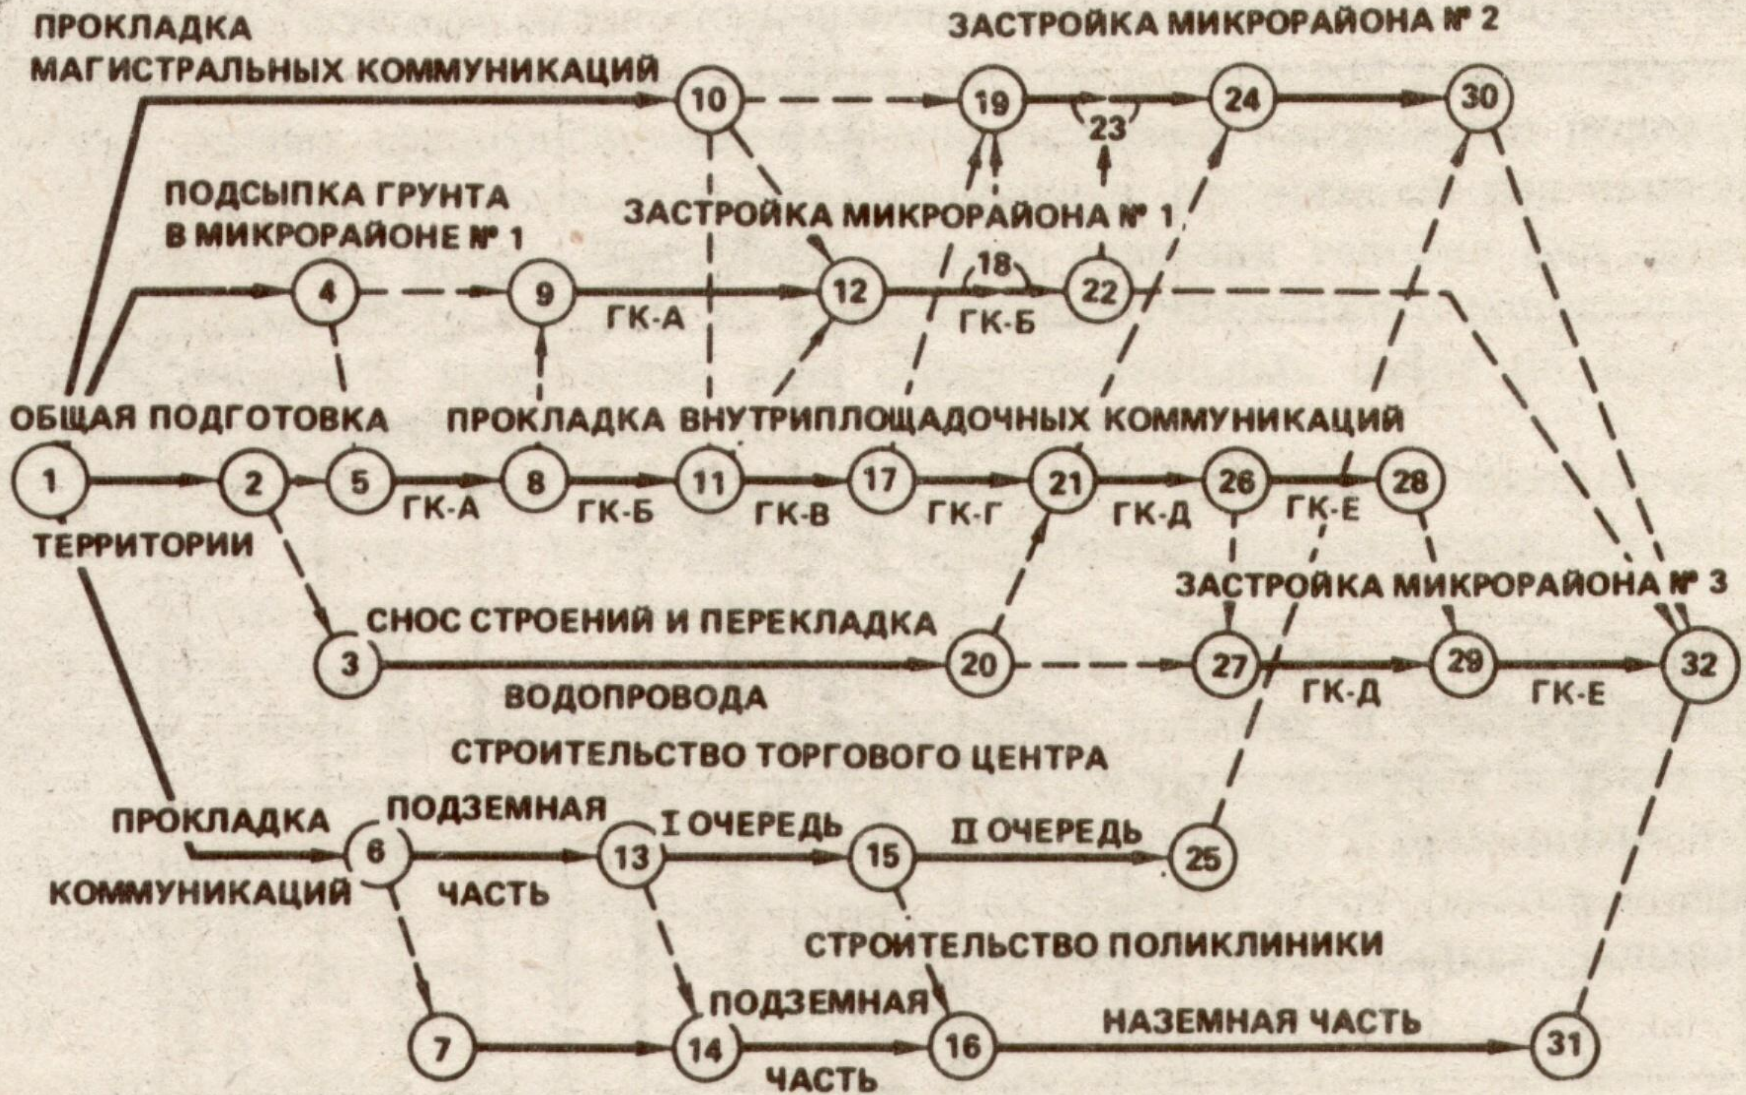 ПРОКЛАДКА
МАГИСТРАЛЬНЫХ КОММУНИКАЦИЙ
ЗАСТРОЙКА МИКРОРАЙОНА № 2
10
19
23
24
30
ПОДСЫПКА ГРУНТА
В МИКРОРАЙОНЕ № 1
ЗАСТРОЙКА МИКРОРАЙОНА № 1
4
9
ГК-А
12
18
ГК-Б
22
ОБЩАЯ ПОДГОТОВКА
ТЕРРИТОРИИ
ПРОКЛАДКА ВНУТРИПЛОЩАДОЧНЫХ КОММУНИКАЦИЙ
1
2
5
ГК-А
8
ГК-Б
11
ГК-В
17
ГК-Г
21
ГК-Д
26
ГК-Е
28
ЗАСТРОЙКА МИКРОРАЙОНА № 3
СНОС СТРОЕНИЙ И ПЕРЕКЛАДКА
ВОДОПРОВОДА
3
20
27
ГК-Д
29
ГК-Е
32
СТРОИТЕЛЬСТВО ТОРГОВОГО ЦЕНТРА
ПРОКЛАДКА
КОММУНИКАЦИЙ
6
ПОДЗЕМНАЯ
ЧАСТЬ
13
I ОЧЕРЕДЬ
15
II ОЧЕРЕДЬ
25
СТРОИТЕЛЬСТВО ПОЛИКЛИНИКИ
7
14
ПОДЗЕМНАЯ
ЧАСТЬ
16
НАЗЕМНАЯ ЧАСТЬ
31